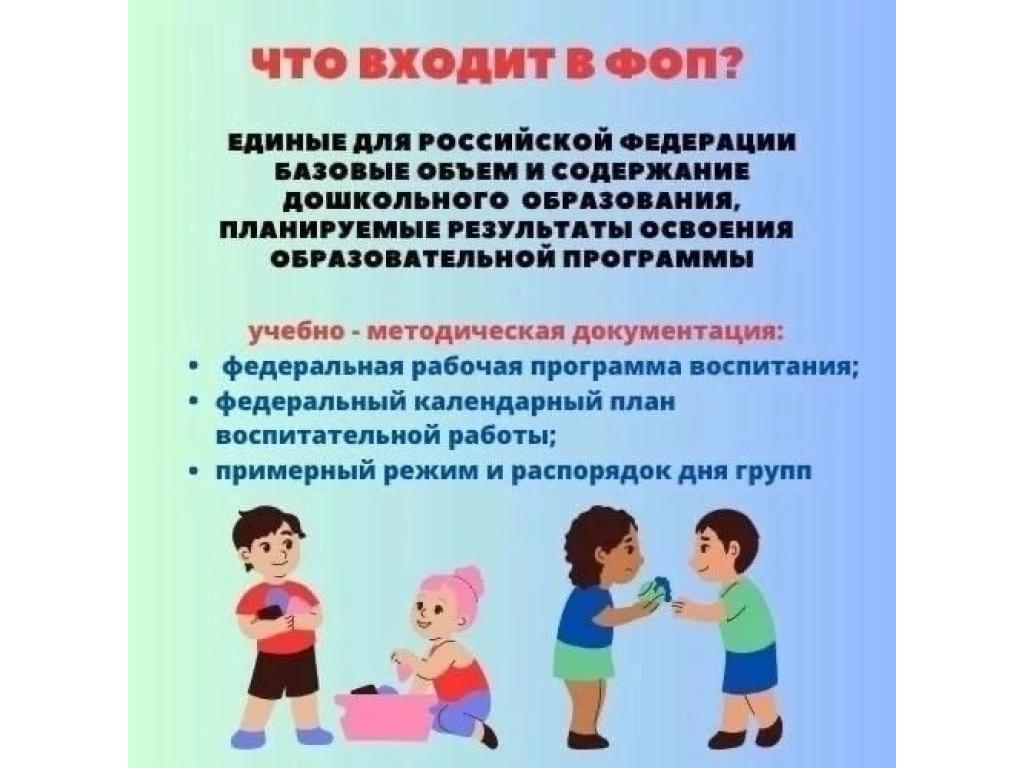 ЧТО ВХОДИТ В ФОП?
ЕДИНЫЕ ДЛЯ РОССИЙСКОЙ ФЕДЕРАЦИИ
БАЗОВЫЕ ОБЪЕМ И СОДЕРЖАНИЕ
ДОШКОЛЬНОГО ОБРАЗОВАНИЯ,
ПЛАНИРУЕМЫЕ РЕЗУЛЬТАТЫ ОСВОЕНИЯ
ОБРАЗОВАТЕЛЬНОЙ ПРОГРАММЫ
учебно - методическая документация:
• федеральная рабочая программа воспитания;
• федеральный календарный план
воспитательной работы;
• примерный режим и распорядок дня групп